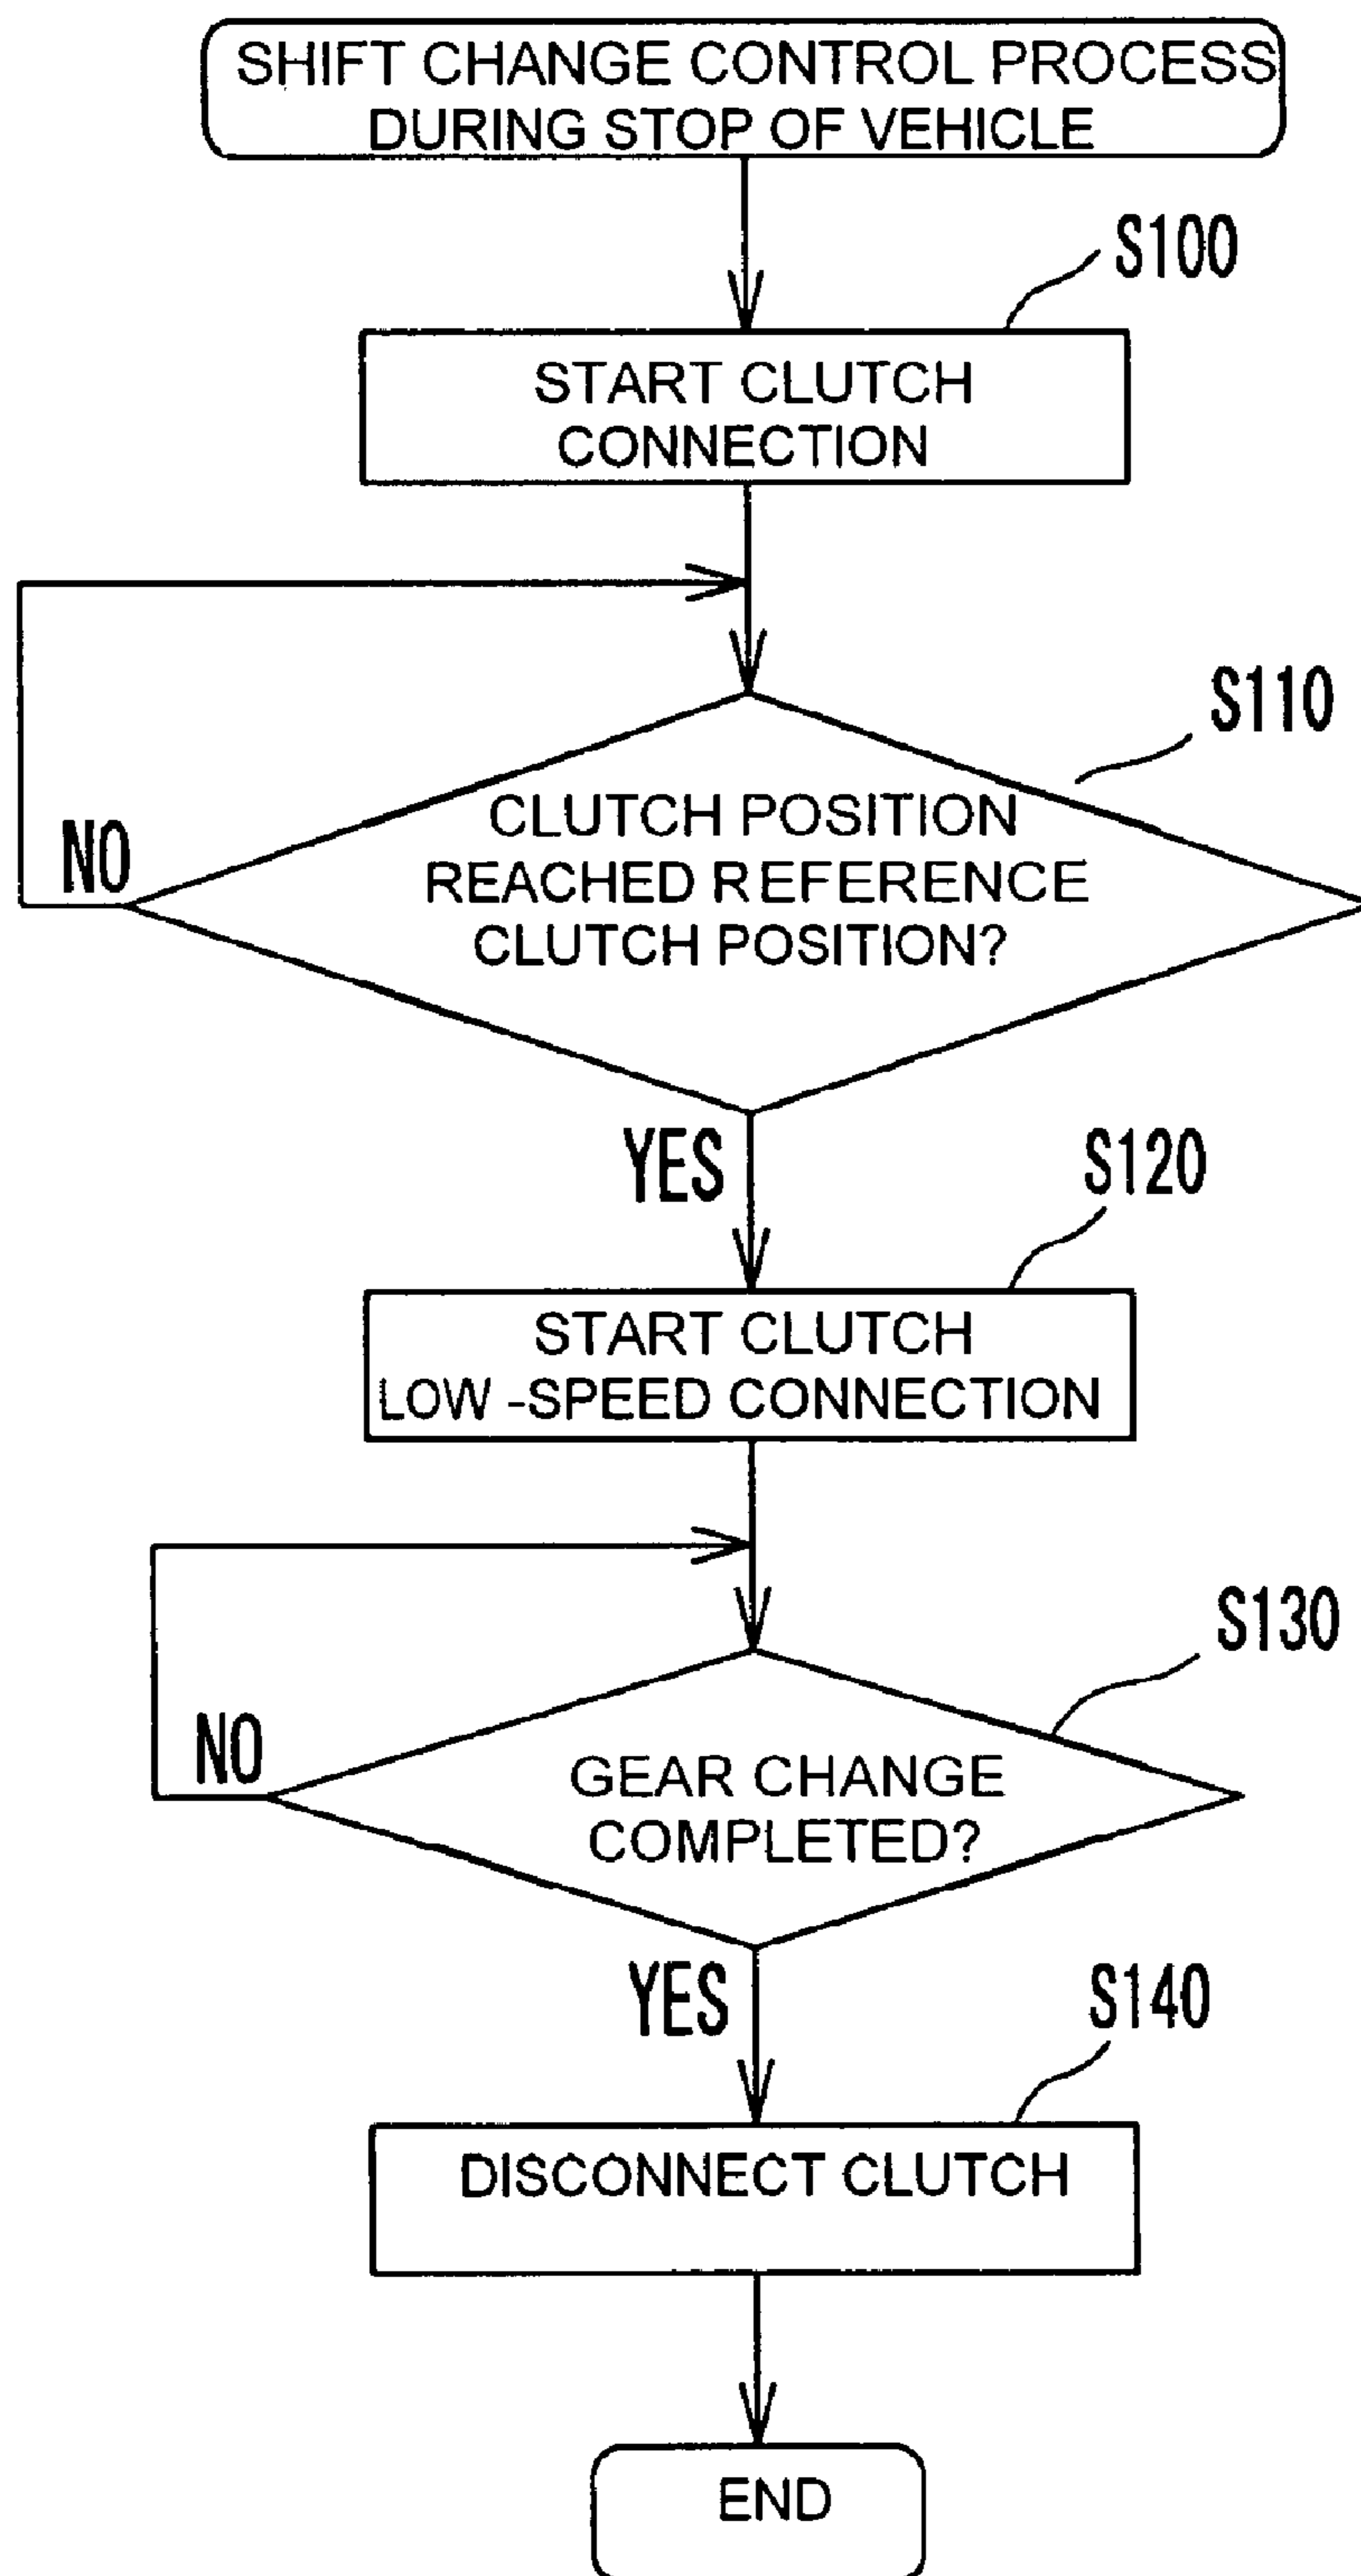 SHIFT CHANGE CONTROL PROCESS
DURING STOP OF VEHICLE
S100
START CLUTCH
CONNECTION
S110
CLUTCH POSITION
REACHED REFERENCE
CLUTCH POSITION?
NO
YES
S120
START CLUTCH
LOW -SPEED CONNECTION
S130
GEAR CHANGE
COMPLETED?
NO
YES
S140
DISCONNECT CLUTCH
END